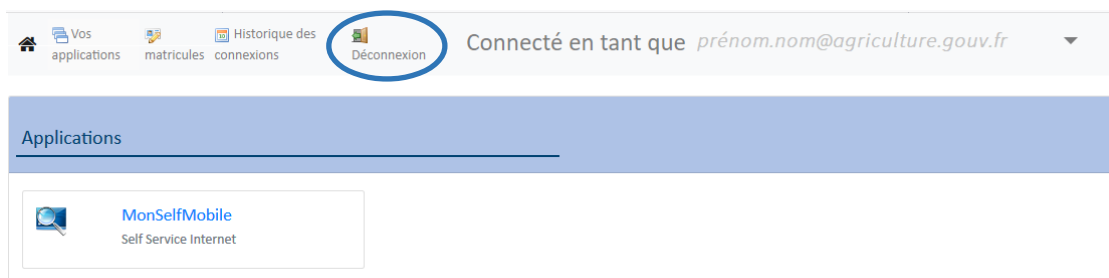 Vos applications
matricules
Historique des connexions
Déconnexion
Connecté en tant que prénom.nom@agriculture.gouv.fr
Applications
MonSelfMobile
Self Service Internet